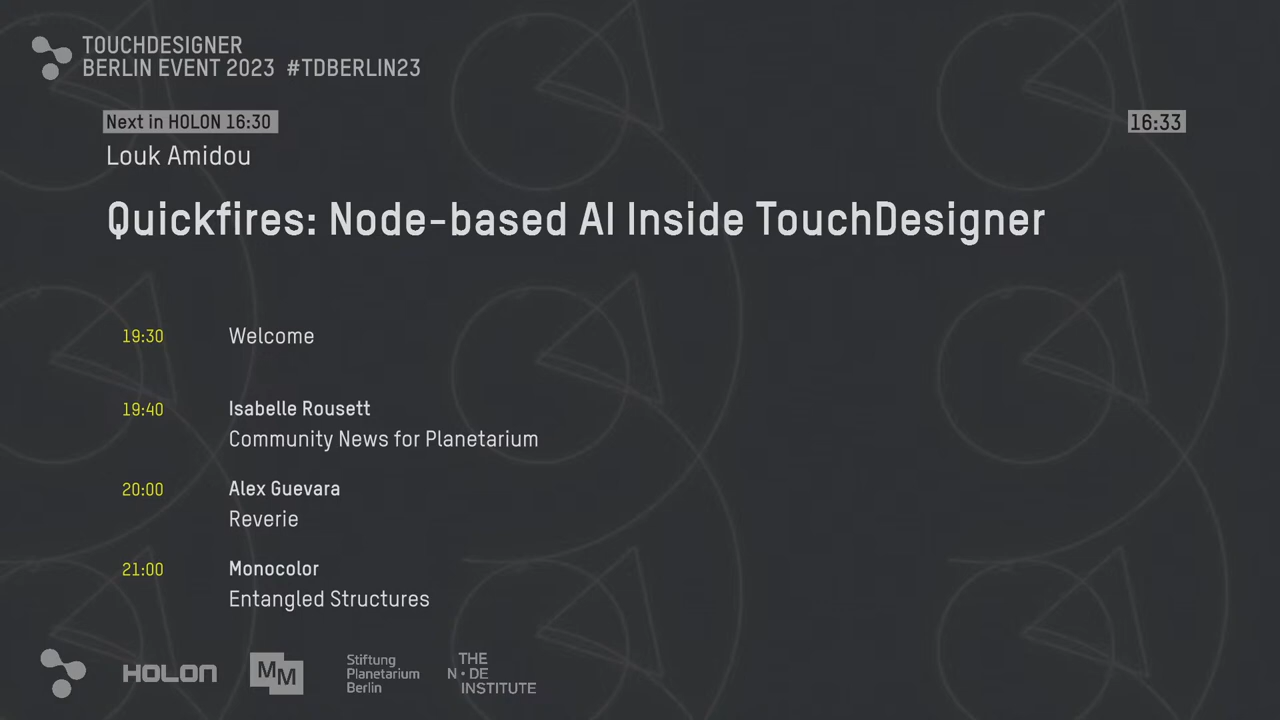 TOUCHDESIGNER
BERLIN EVENT 2023 #TDBERLIN23
Next in HOLON 16:30
16:33
Louk Amidou
Quickfires: Node-based AI Inside TouchDesigner
19:30 Welcome
19:40 Isabelle Rousett
Community News for Planetarium
20:00 Alex Guevara
Reverie
21:00 Monocolor
Entangled Structures
HOLON
MM
Stiftung
Planetarium
Berlin
THE
N•DE
INSTITUTE